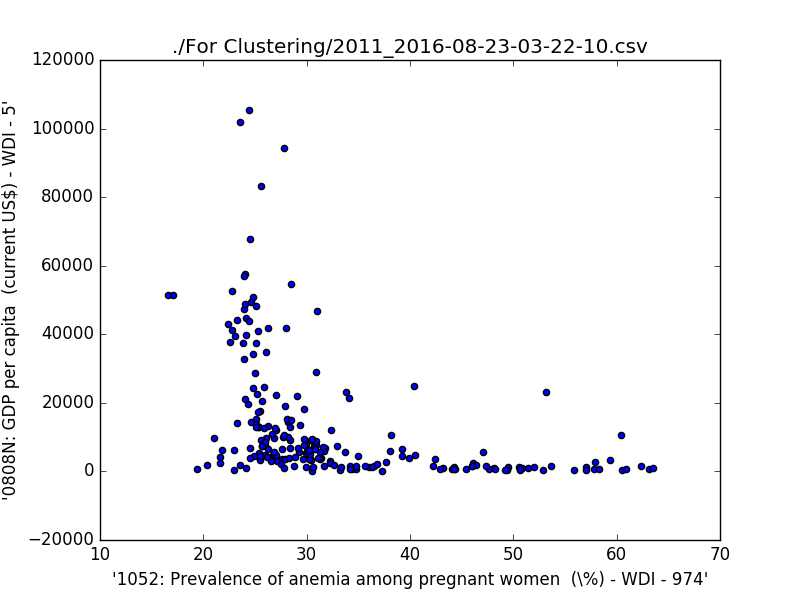 ./For Clustering/2011_2016-08-23-03-22-10.csv
120000
100000
80000
60000
40000
20000
0
−20000
10 20 30 40 50 60 70
'0808N: GDP per capita  (current US$) - WDI - 5'
'1052: Prevalence of anemia among pregnant women  (\%) - WDI - 974'